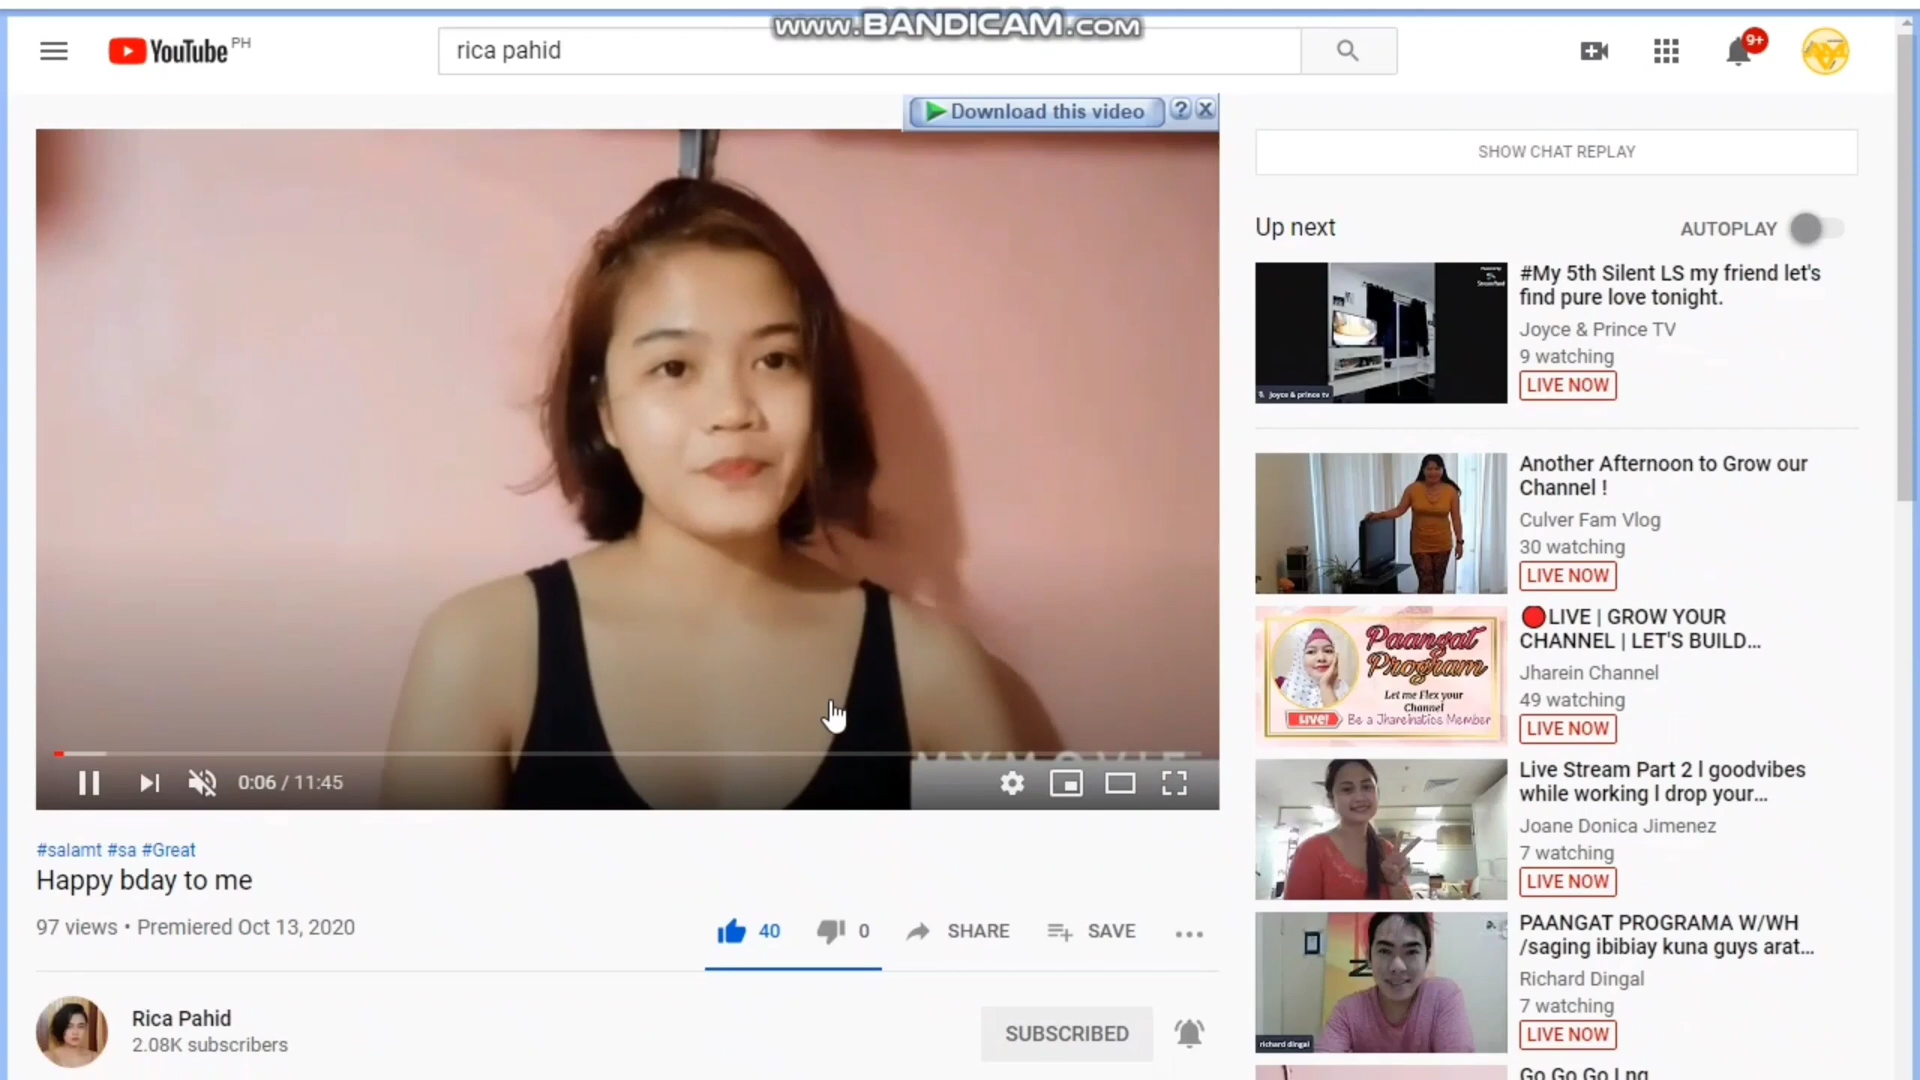 www.BANDICAM.com
YouTube PH
rica pahid
9+
Download this video
?
SHOW CHAT REPLAY
Up next
AUTOPLAY
#My 5th Silent LS my friend let's
find pure love tonight.
Joyce & Prince TV
9 watching
LIVE NOW
joyce & prince tv
Another Afternoon to Grow our
Channel !
Culver Fam Vlog
30 watching
LIVE NOW
Paangat
Program
Let me Flex your
Channel
LIVE!
Be a Jhareinatics Member
LIVE | GROW YOUR
CHANNEL | LET'S BUILD...
Jharein Channel
49 watching
LIVE NOW
Live Stream Part 2 l goodvibes
while working l drop your...
Joane Donica Jimenez
7 watching
LIVE NOW
PAANGAT PROGRAMA W/WH
/saging ibibiay kuna guys arat...
Richard Dingal
7 watching
LIVE NOW
richard dingal
0:06 / 11:45
#salamt #sa #Great
Happy bday to me
97 views • Premiered Oct 13, 2020
40
0
SHARE
SAVE
Rica Pahid
2.08K subscribers
SUBSCRIBED